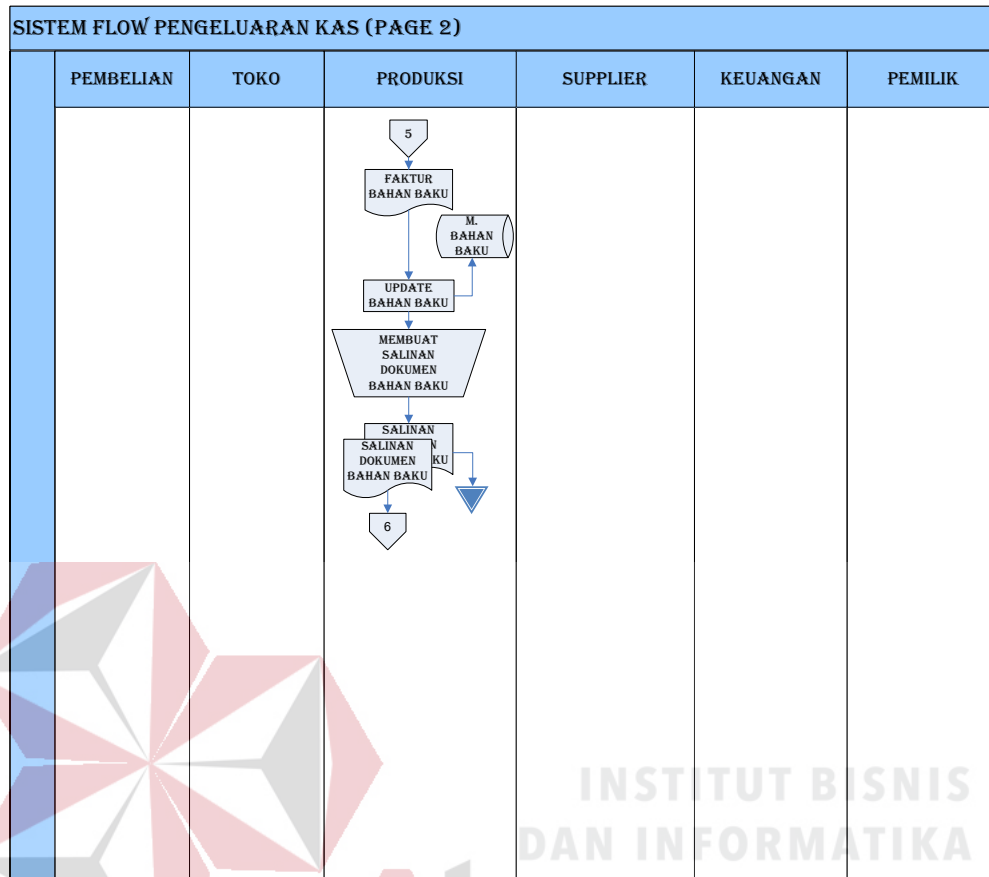 SISTEM FLOW PENGELUARAN KAS (PAGE 2)
PEMBELIAN
TOKO
PRODUKSI
SUPPLIER
KEUANGAN
PEMILIK
5
FAKTUR
BAHAN BAKU
M.
BAHAN
BAKU
UPDATE
BAHAN BAKU
MEMBUAT
SALINAN
DOKUMEN
BAHAN BAKU
SALINAN
N
KU
SALINAN
DOKUMEN
BAHAN BAKU
6
INSTITUT BISNIS
DAN INFORMATIKA